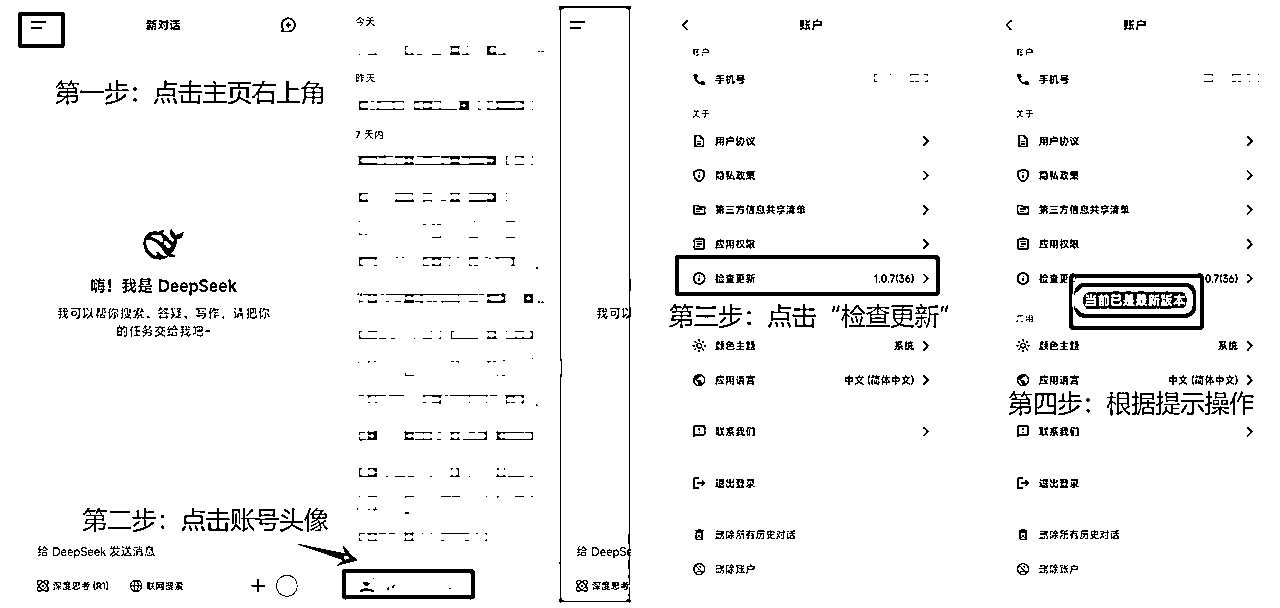 新对话
第一步：点击主页右上角
嗨！我是 DeepSeek
我可以帮你搜索、答疑、写作，请把你
的任务交给我吧~
第二步：点击账号头像
给 DeepSeek 发送消息
深度思考 (R1)
联网搜索
今天
昨天
7 天内
我可以
给 DeepSe
深度思考
账户
账户
手机号
关于
用户协议
隐私政策
第三方信息共享清单
应用权限
检查更新 1.0.7(36)
第三步：点击“检查更新”
颜色主题 系统
应用语言 中文 (简体中文)
联系我们
退出登录
删除所有历史对话
删除账户
账户
账户
手机号
关于
用户协议
隐私政策
第三方信息共享清单
应用权限
检查更 0.7(36)
当前已是最新版本
颜色主题 系统
应用语言 中文 (简体中文)
第四步：根据提示操作
联系我们
退出登录
删除所有历史对话
删除账户